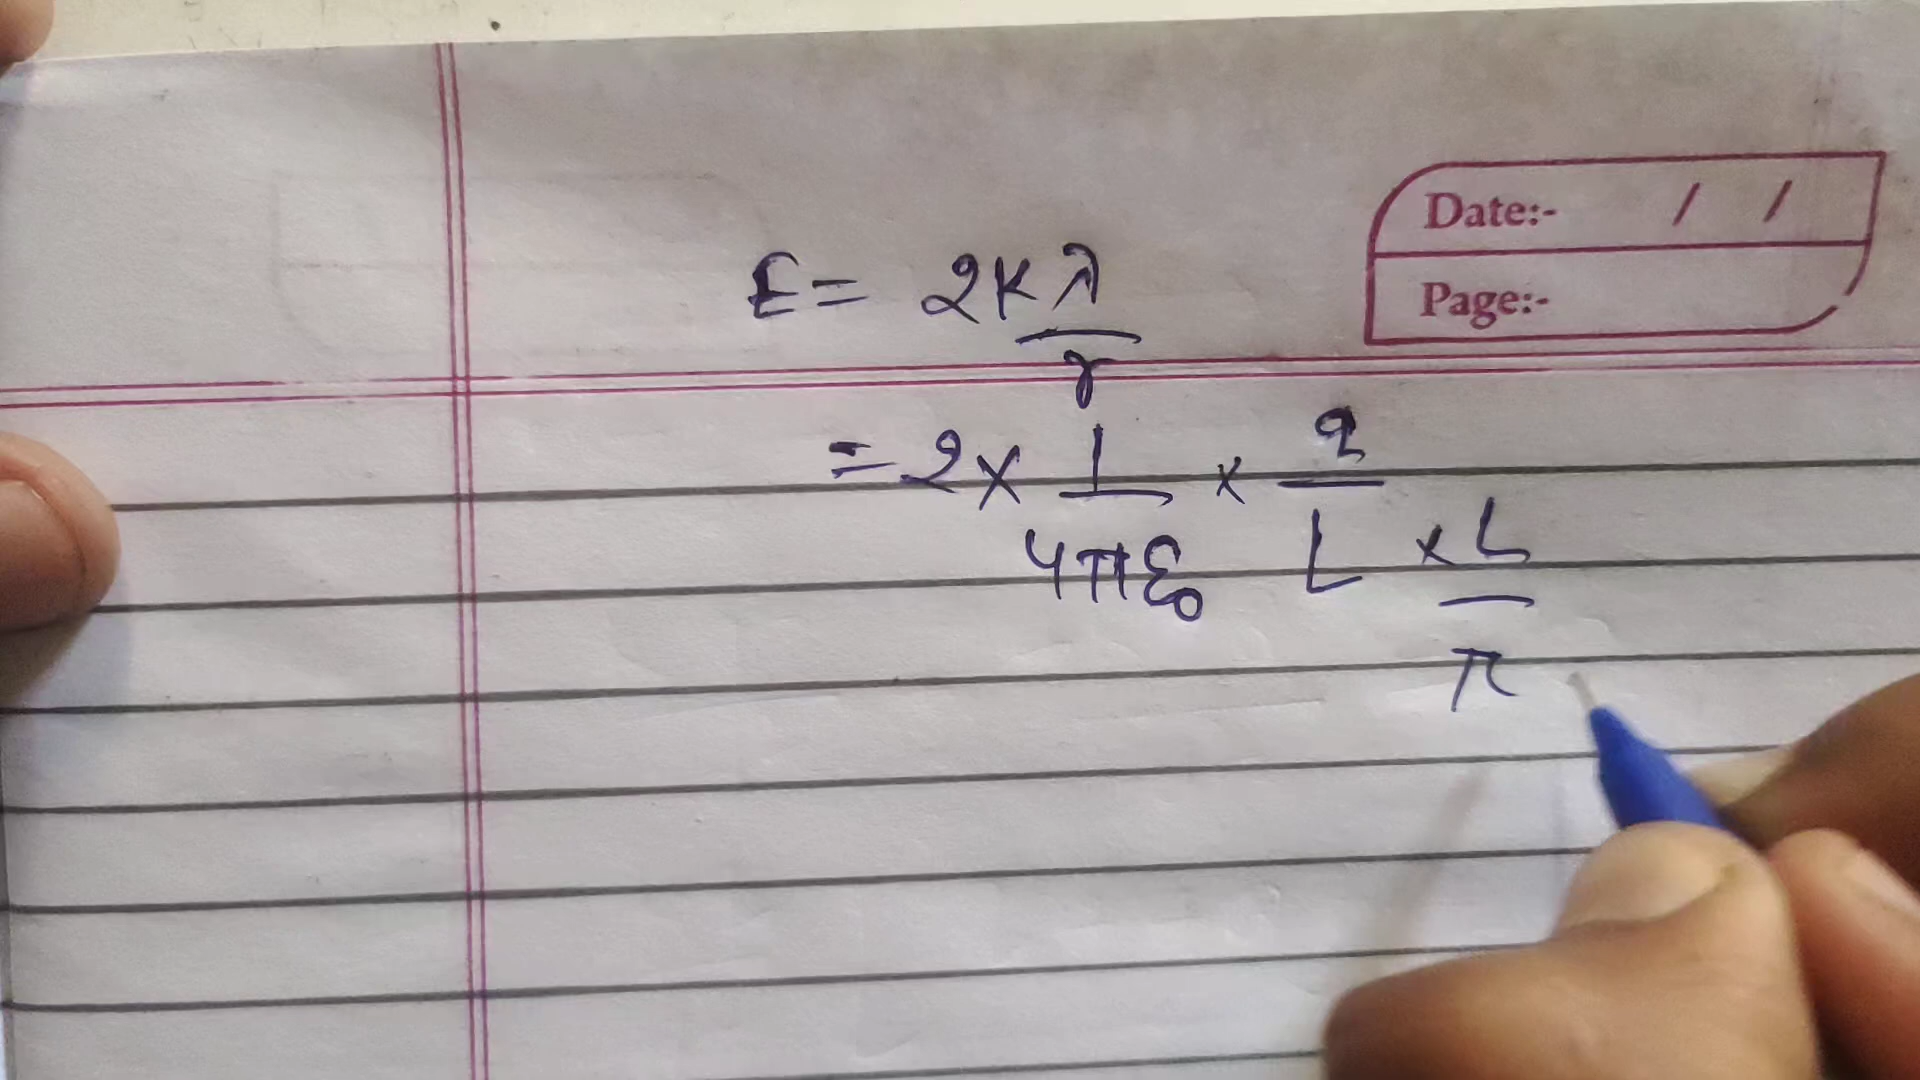 Date:- / /
Page:-
E = 2Kλ
r
= 2 × 1 × q
4πε₀ L × L
π